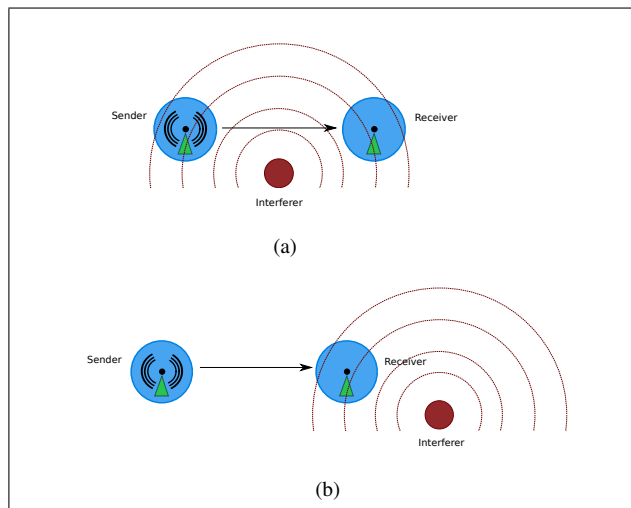 Sender
Receiver
Interferer
(a)
Sender
Receiver
Interferer
(b)